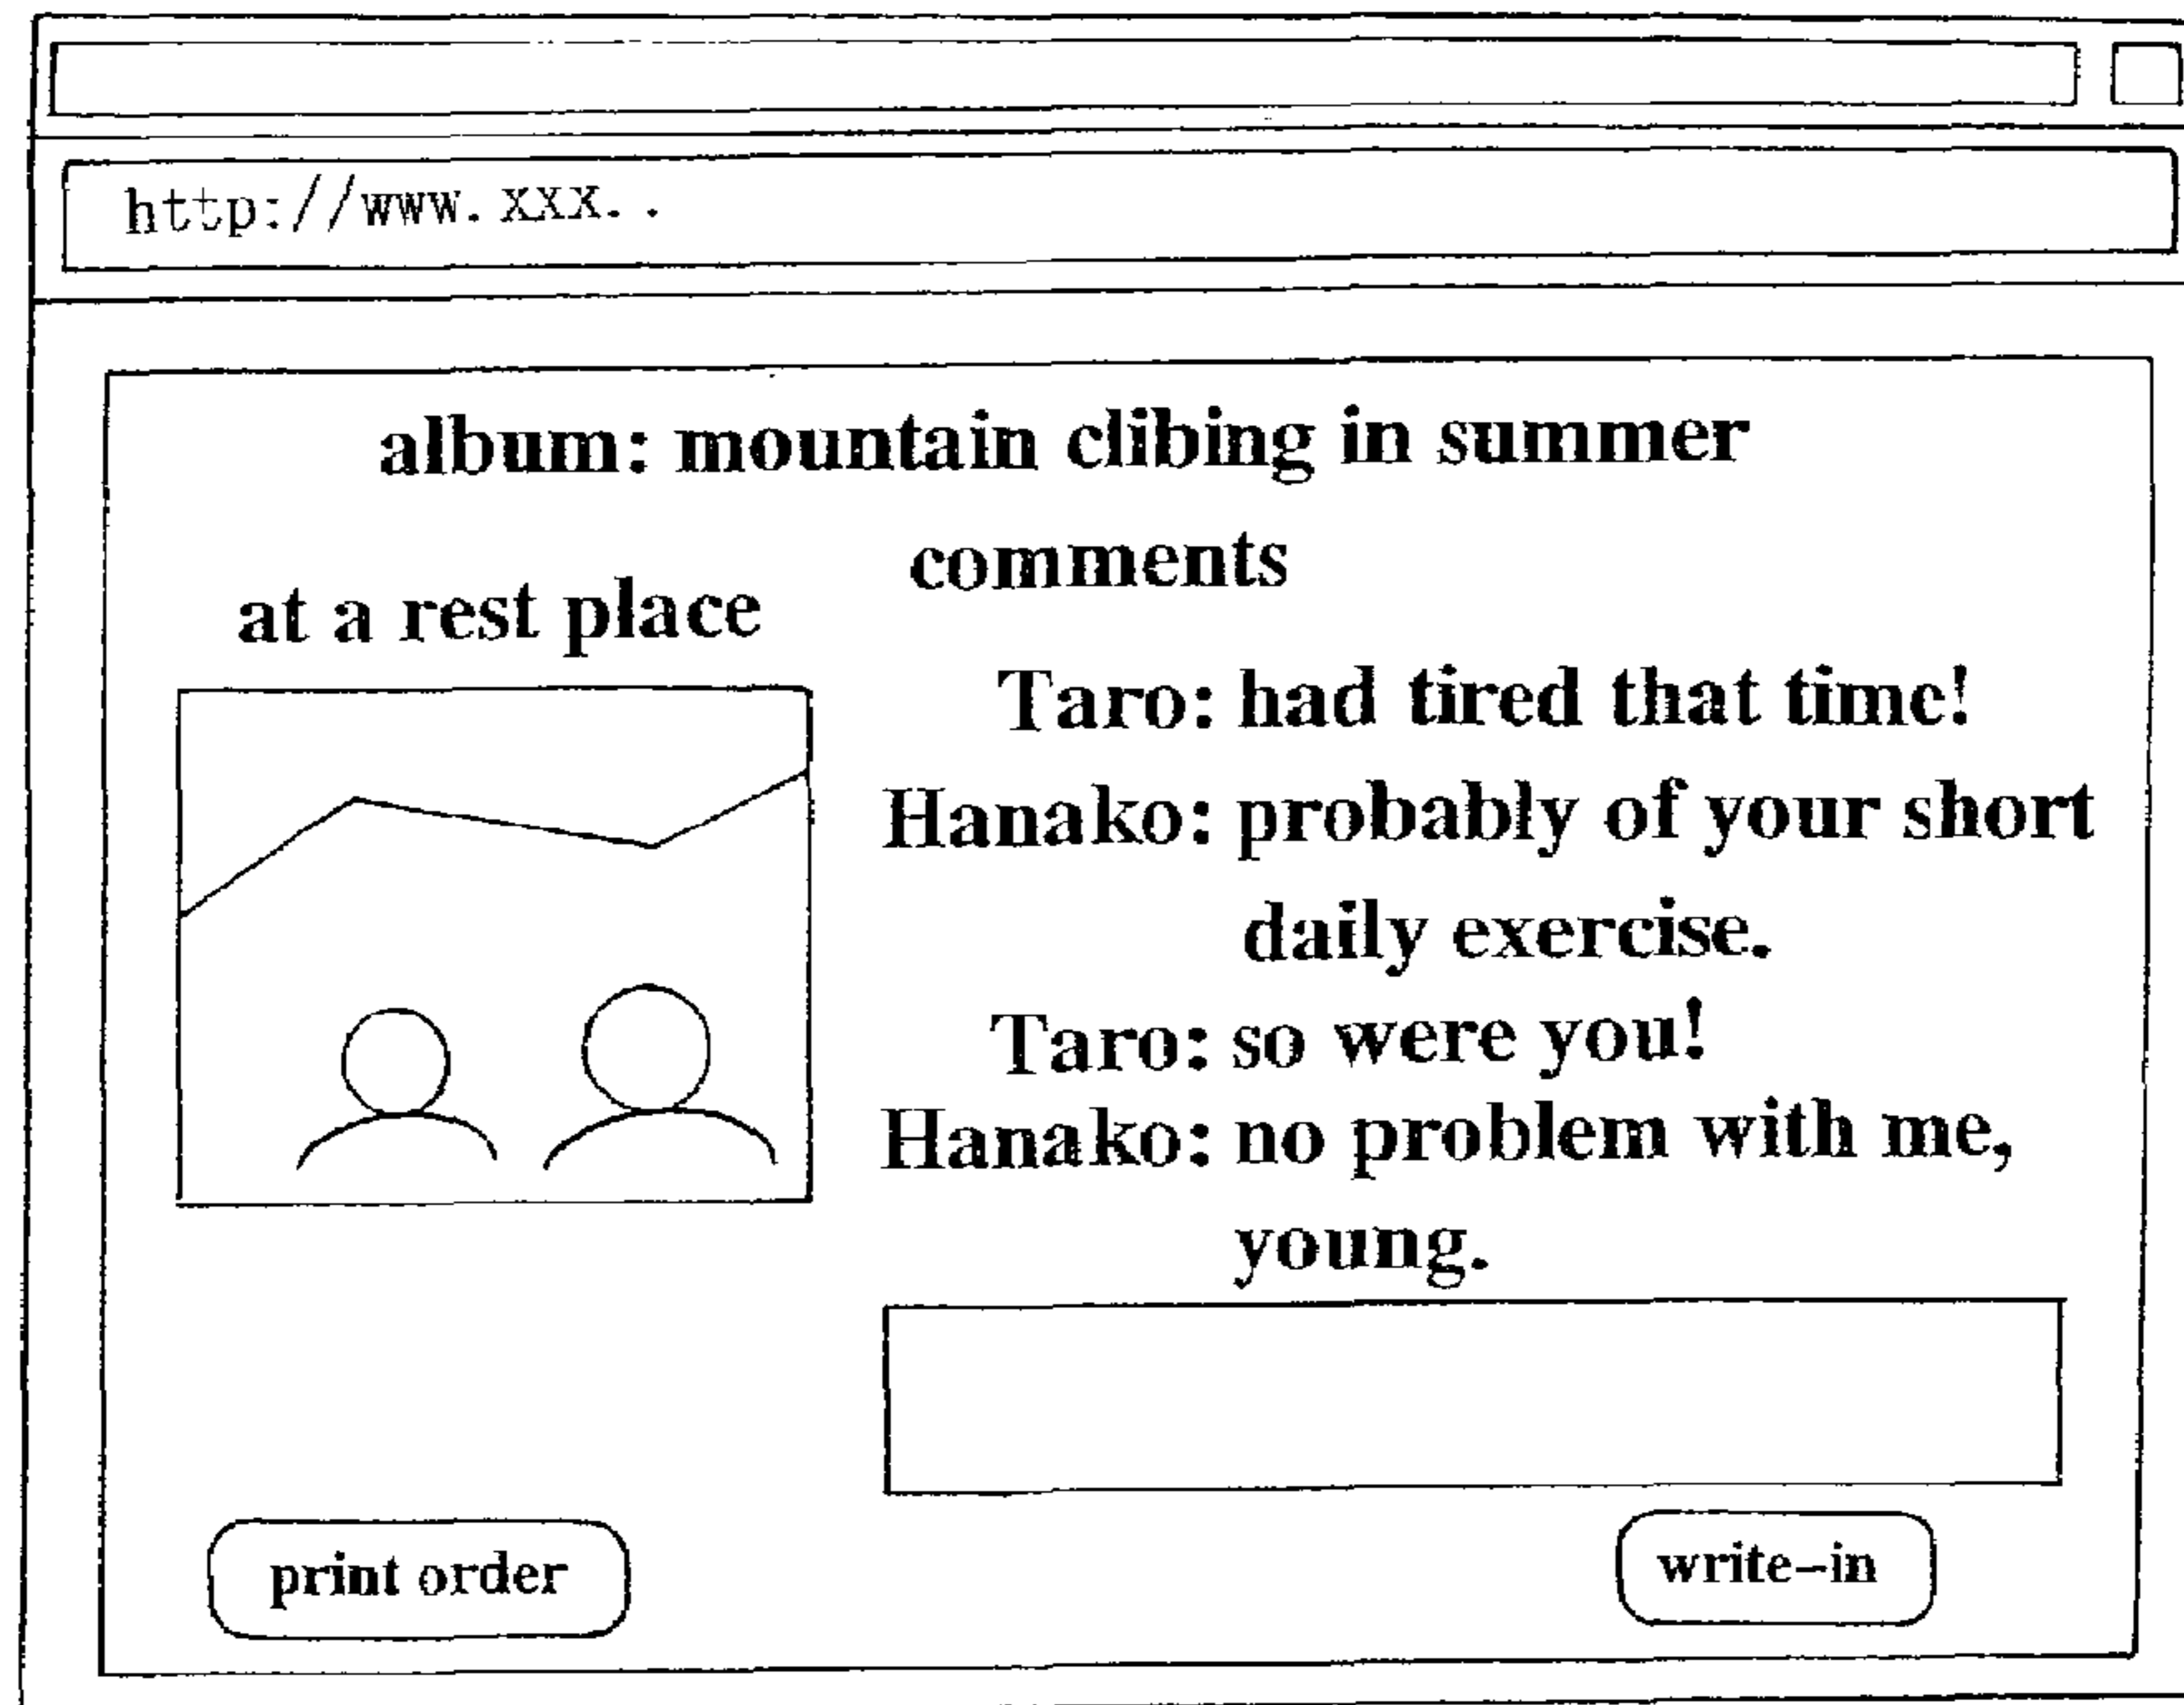 http://www.xxx..
album: mountain clibing in summer
comments
at a rest place
Taro: had tired that time!
Hanako: probably of your short
daily exercise.
Taro: so were you!
Hanako: no problem with me,
young.
print order
write-in